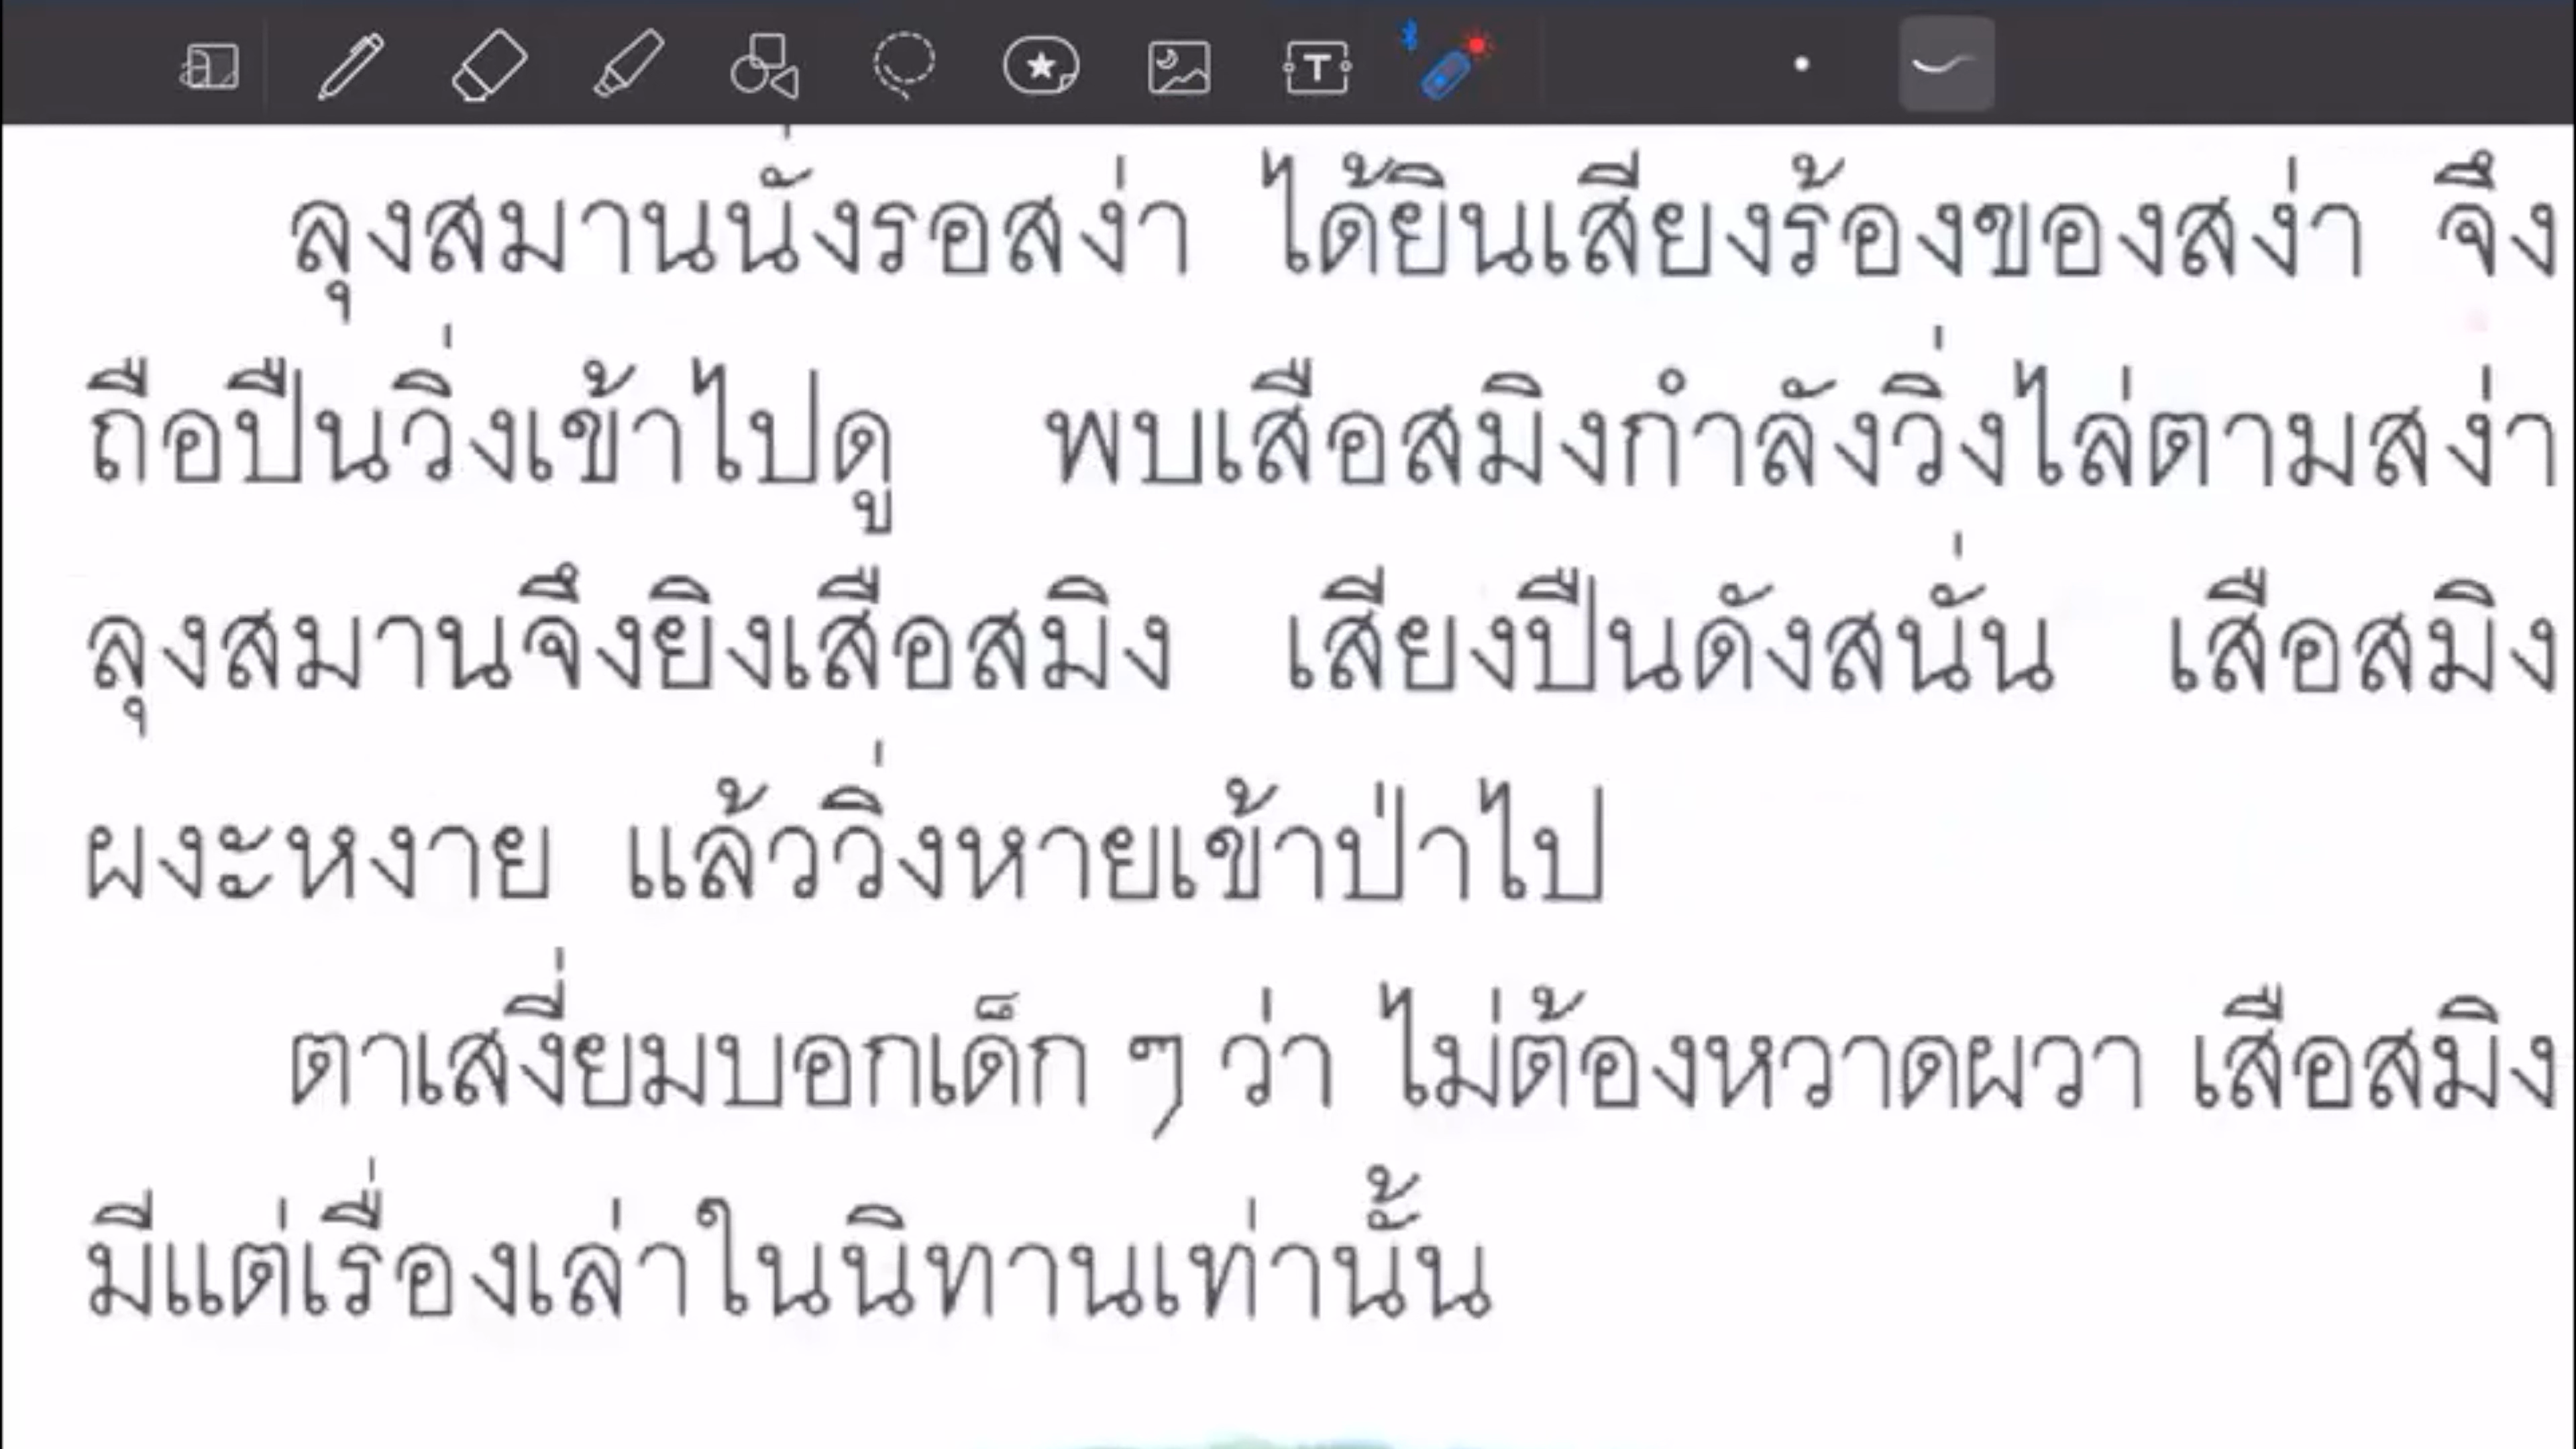 ลุงสมานนั่งรอสง่า ได้ยินเสียงร้องของสง่า จึง
ถือปืนวิ่งเข้าไปดู พบเสือสมิงกำลังวิ่งไล่ตามสง่า
ลุงสมานจึงยิงเสือสมิง เสียงปืนดังสนั่น เสือสมิง
ผงะหงาย แล้ววิ่งหายเข้าป่าไป
ตาเสงี่ยมบอกเด็ก ๆ ว่า ไม่ต้องหวาดผวา เสือสมิง
มีแต่เรื่องเล่าในนิทานเท่านั้น